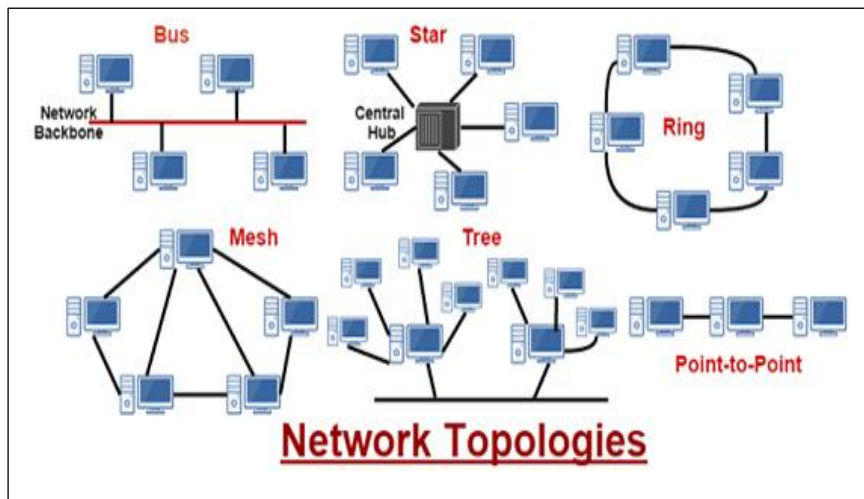 Bus
Network
Backbone
Star
Central
Hub
Ring
Mesh
Tree
Point-to-Point
Network Topologies